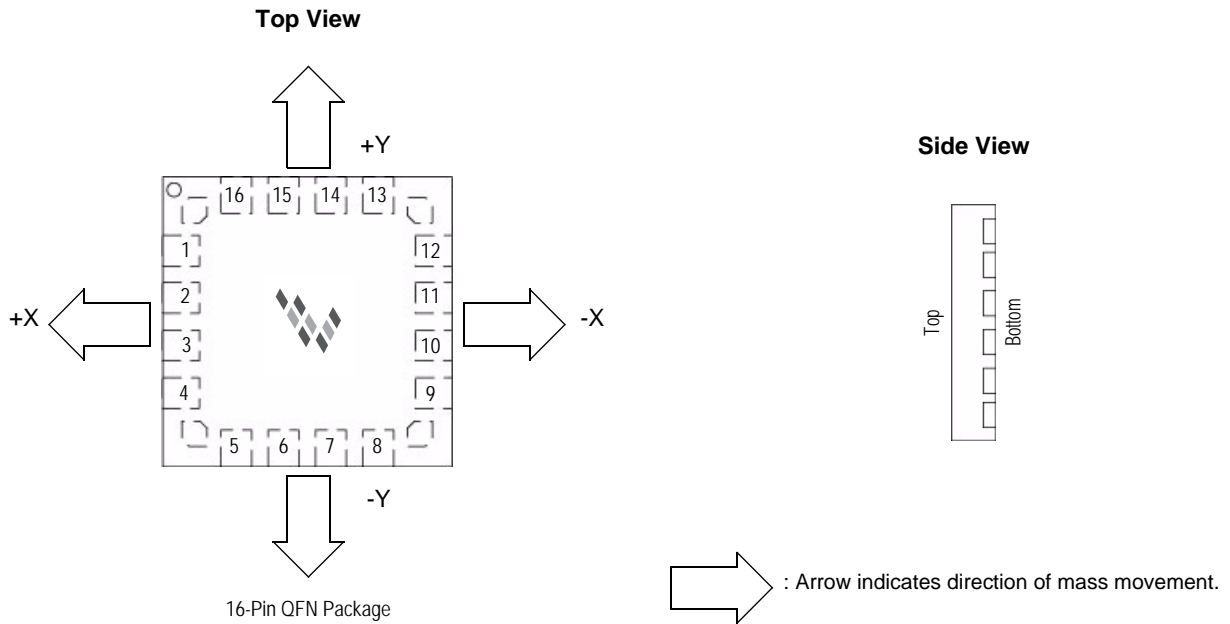 Top View
+Y
16 15 14 13
1
2
3
4
12
11
10
9
+X
-X
5 6 7 8
-Y
16-Pin QFN Package
Side View
Top
Bottom
: Arrow indicates direction of mass movement.